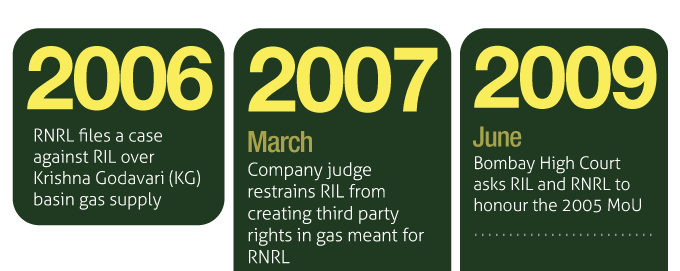 2006
RNRL files a case
against RIL over
Krishna Godavari (KG)
basin gas supply
2007
March
Company judge
restrains RIL from
creating third party
rights in gas meant for
RNRL
2009
June
Bombay High Court
asks RIL and RNRL to
honour the 2005 MoU